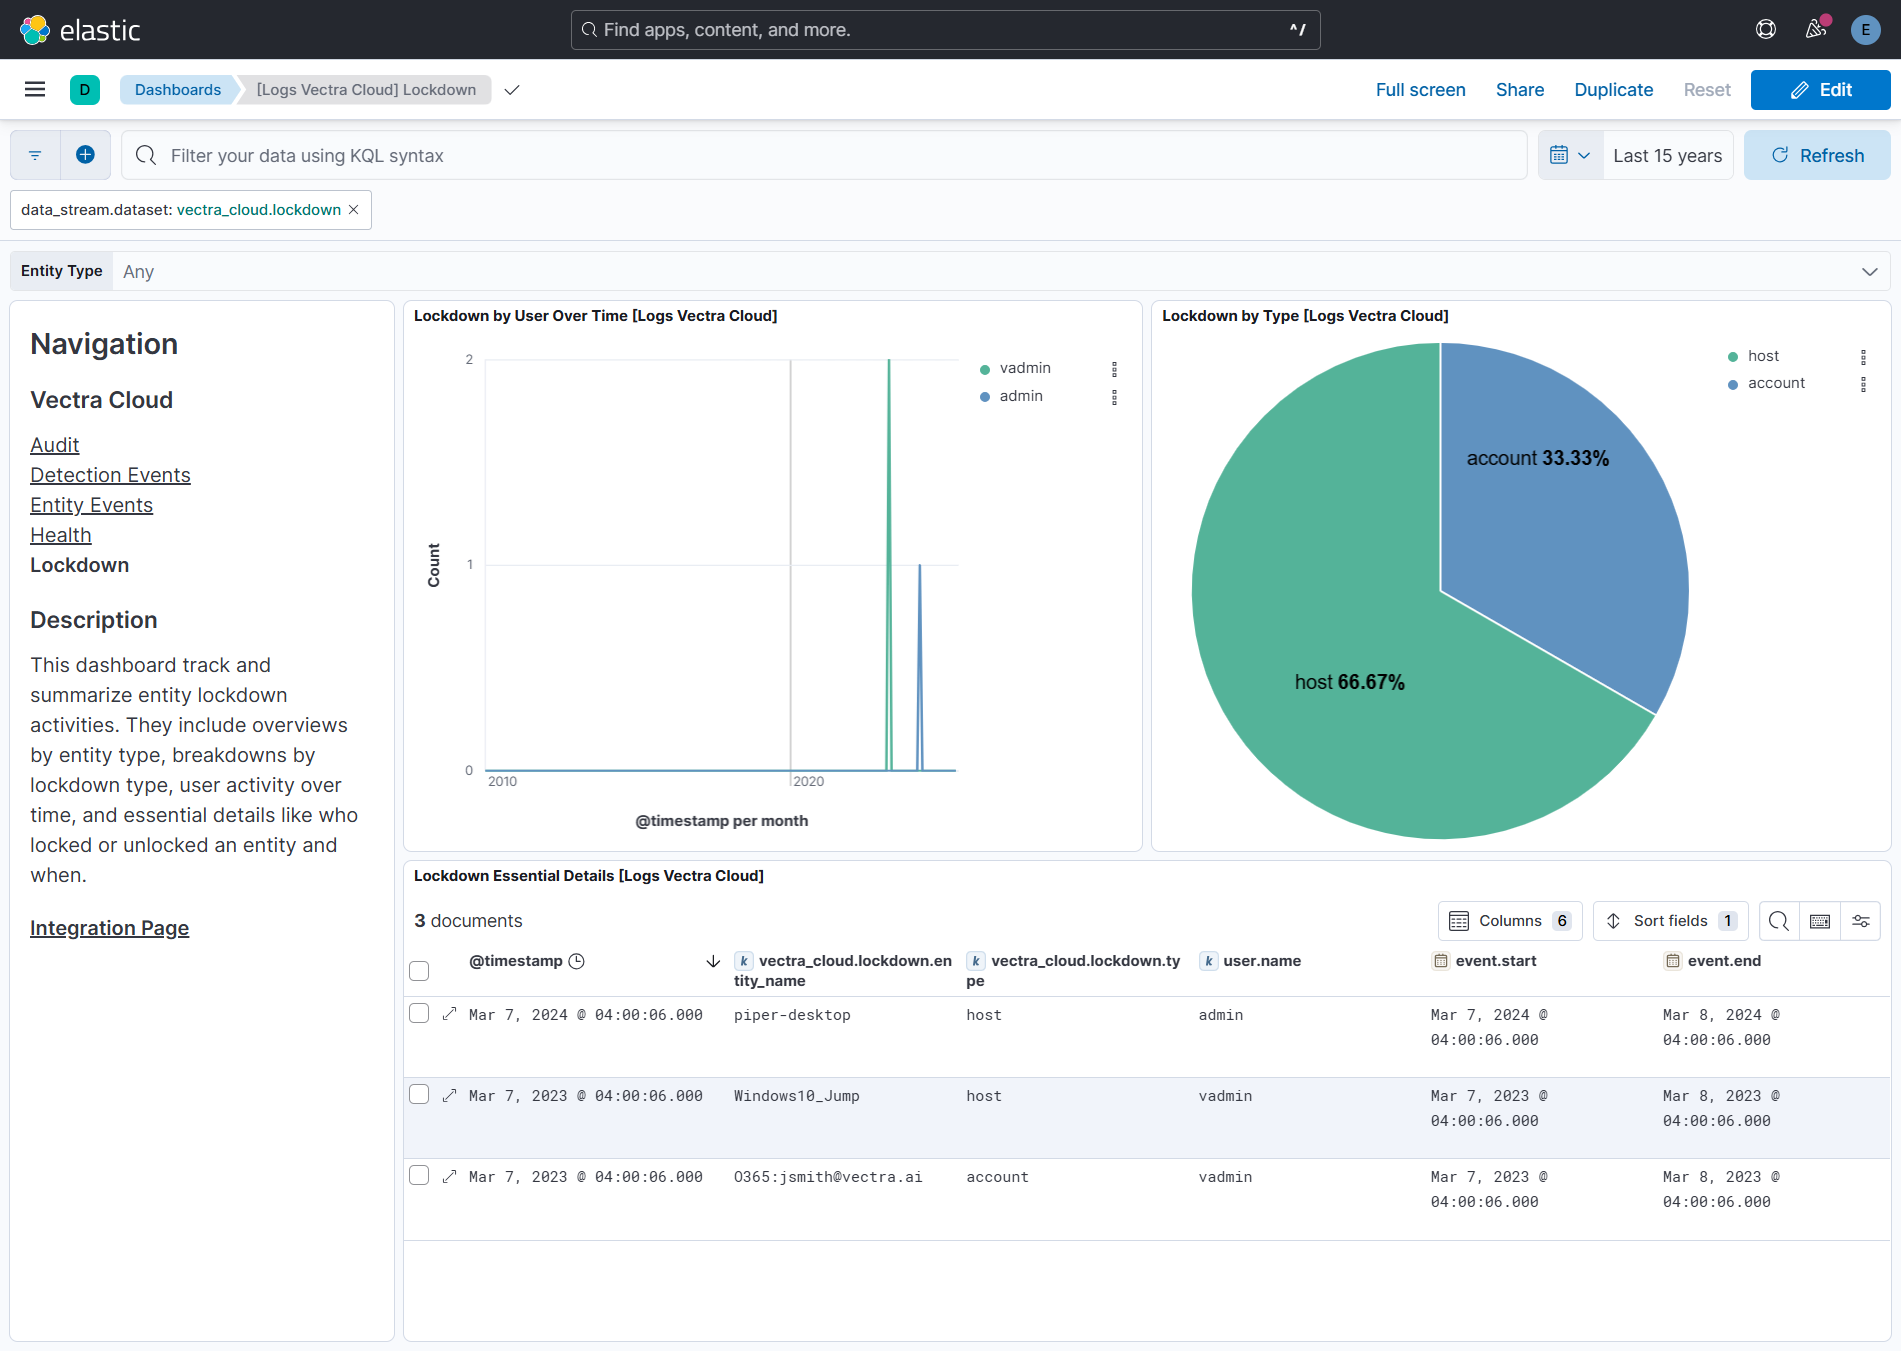 elastic
Find apps, content, and more.
^/
E
D
Dashboards
[Logs Vectra Cloud] Lockdown
Full screen
Share
Duplicate
Reset
Edit
Filter your data using KQL syntax
Last 15 years
Refresh
data_stream.dataset: vectra_cloud.lockdown
Entity Type
Any
Navigation
Vectra Cloud
Audit
Detection Events
Entity Events
Health
Lockdown
Description
This dashboard track and
summarize entity lockdown
activities. They include overviews
by entity type, breakdowns by
lockdown type, user activity over
time, and essential details like who
locked or unlocked an entity and
when.
Integration Page
Lockdown by User Over Time [Logs Vectra Cloud]
2
1
0
Count
2010
2020
@timestamp per month
vadmin
admin
Lockdown by Type [Logs Vectra Cloud]
account 33.33%
host 66.67%
host
account
Lockdown Essential Details [Logs Vectra Cloud]
3 documents
Columns 6
Sort fields 1
@timestamp
k vectra_cloud.lockdown.en
tity_name
k vectra_cloud.lockdown.ty
pe
k user.name
event.start
event.end
Mar 7, 2024 @ 04:00:06.000
piper-desktop
host
admin
Mar 7, 2024 @
04:00:06.000
Mar 8, 2024 @
04:00:06.000
Mar 7, 2023 @ 04:00:06.000
Windows10_Jump
host
vadmin
Mar 7, 2023 @
04:00:06.000
Mar 8, 2023 @
04:00:06.000
Mar 7, 2023 @ 04:00:06.000
O365:jsmith@vectra.ai
account
vadmin
Mar 7, 2023 @
04:00:06.000
Mar 8, 2023 @
04:00:06.000